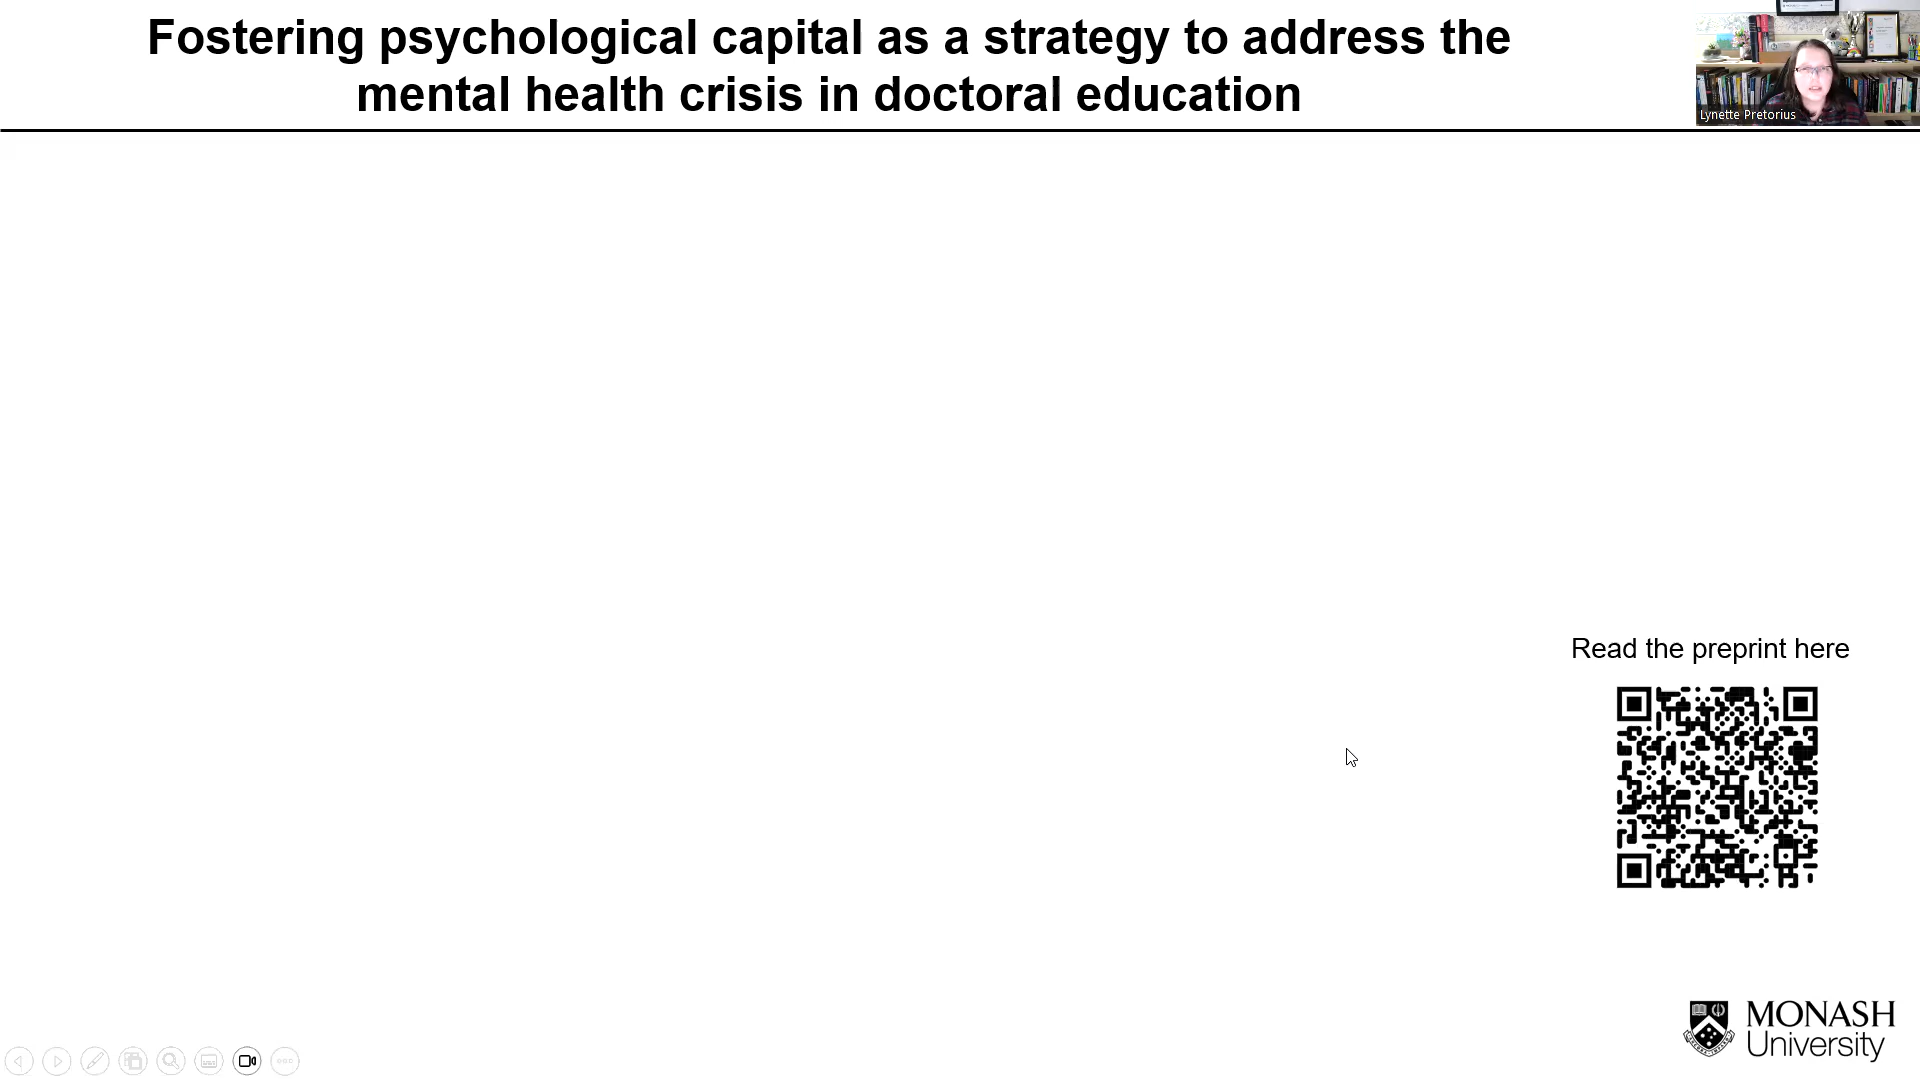 Fostering psychological capital as a strategy to address the
mental health crisis in doctoral education
Lynette Pretorius
Read the preprint here
MONASH
University